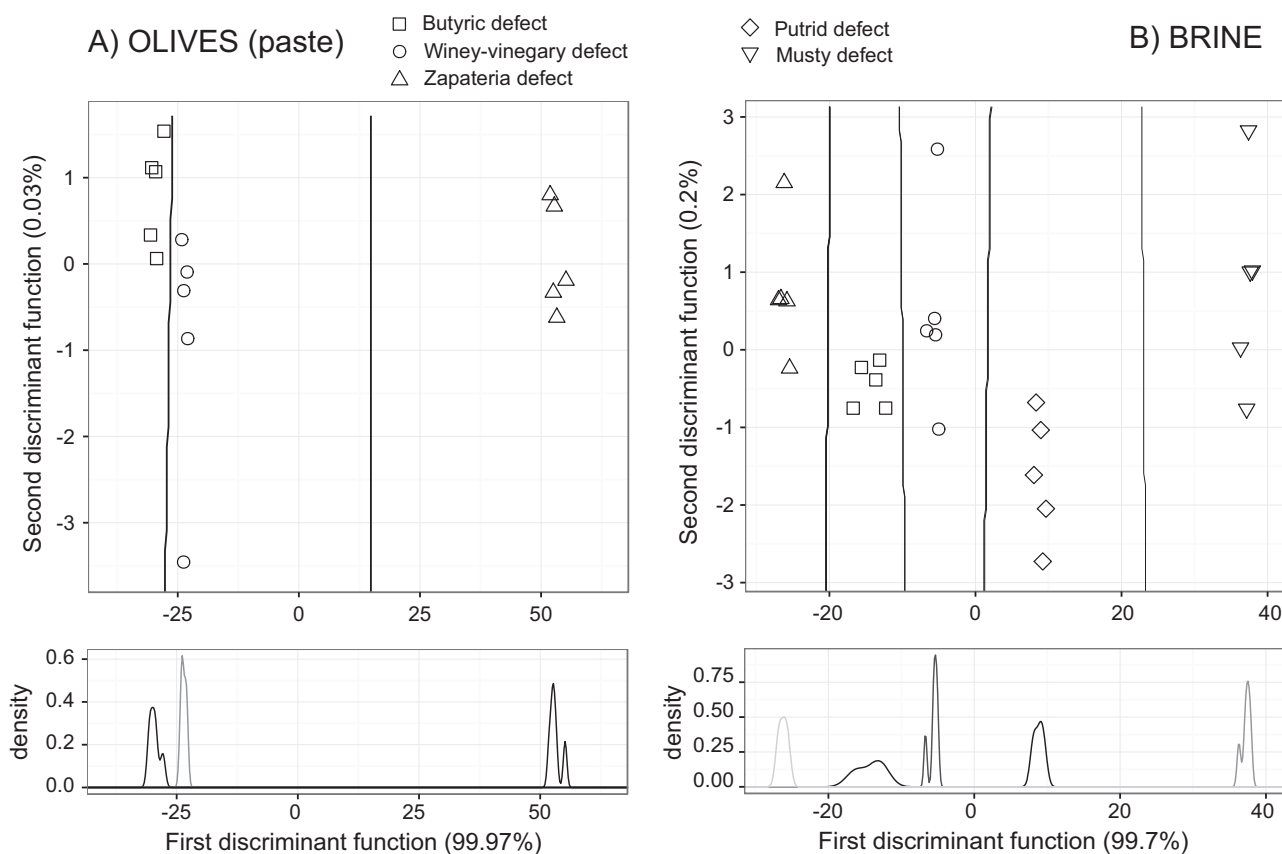 A) OLIVES (paste)
Butyric defect
Winey-vinegary defect
Zapateria defect
Putrid defect
Musty defect
B) BRINE
Second discriminant function (0.03%)
1
0
-1
-2
-3
-25 0 25 50
Second discriminant function (0.2%)
3
2
1
0
-1
-2
-3
-20 0 20 40
density
0.6
0.4
0.2
0.0
-25 0 25 50
First discriminant function (99.97%)
density
0.75
0.50
0.25
0.00
-20 0 20 40
First discriminant function (99.7%)